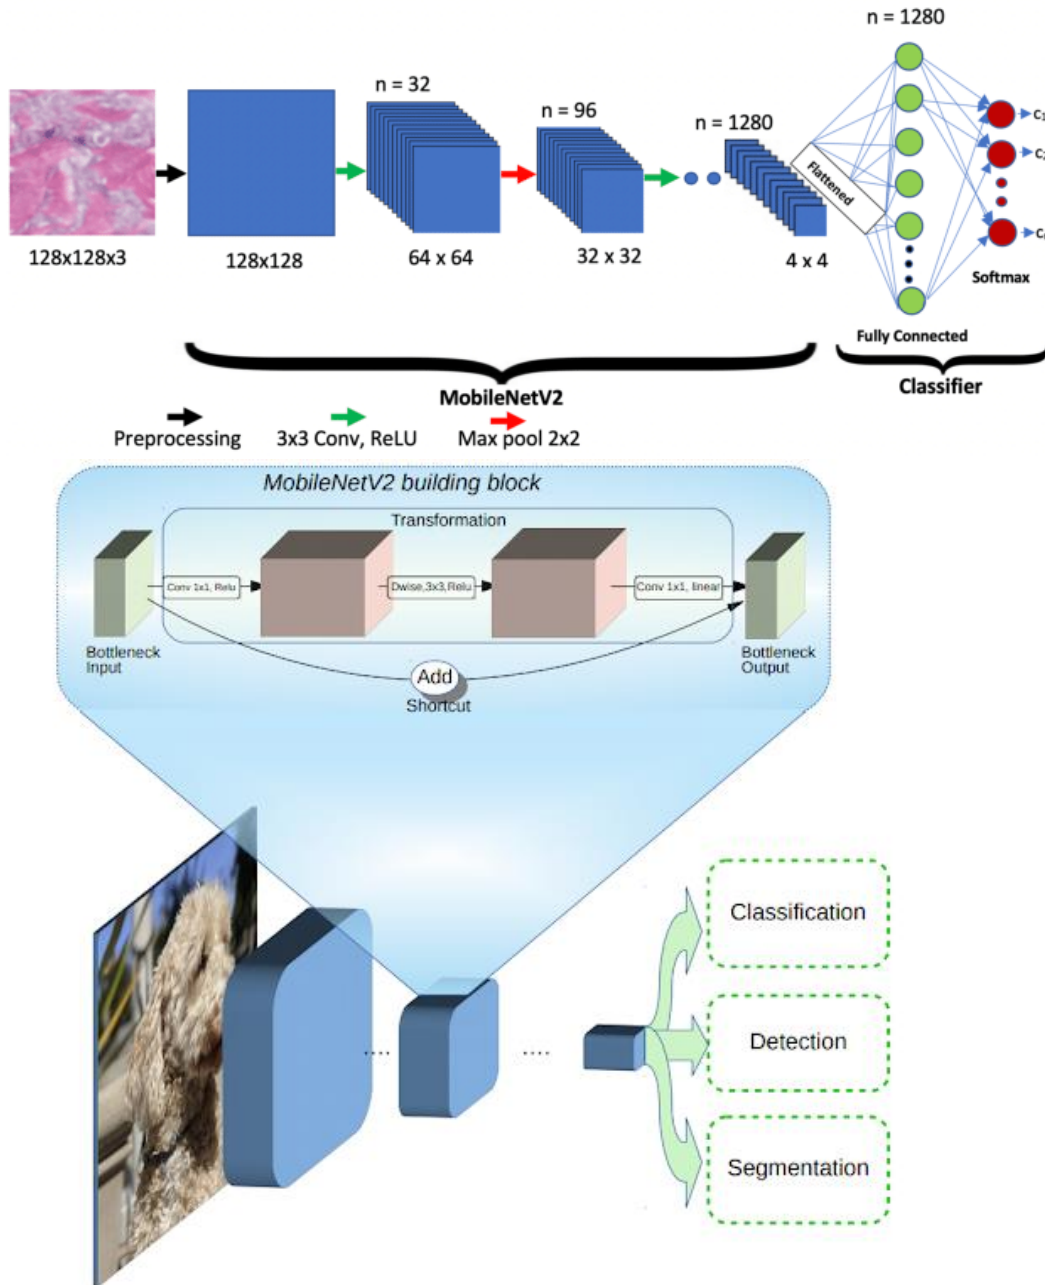 n = 1280
n = 32
n = 96
n = 1280
Flattened
C1
C2
128x128x3
128x128
64 x 64
32 x 32
4 x 4
Softmax
Fully Connected
Classifier
MobileNetV2
Preprocessing
3x3 Conv, ReLU
Max pool 2x2
MobileNetV2 building block
Transformation
Conv 1x1, Relu
Dwise,3x3,Relu
Conv 1x1, linear
Bottleneck
Input
Bottleneck
Output
Add
Shortcut
Classification
Detection
Segmentation